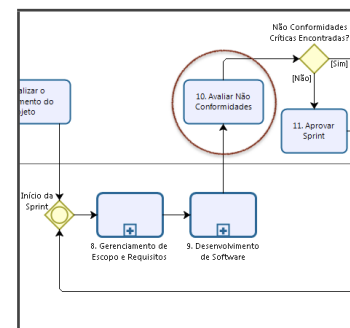 Não Conformidades
Críticas Encontradas?
[Sim]
[Não]
alizar o
mento do
ojeto
10. Avaliar Não
Conformidades
11. Aprovar
Sprint
Início da
Sprint
8. Gerenciamento de
Escopo e Requisitos
9. Desenvolvimento
de Software